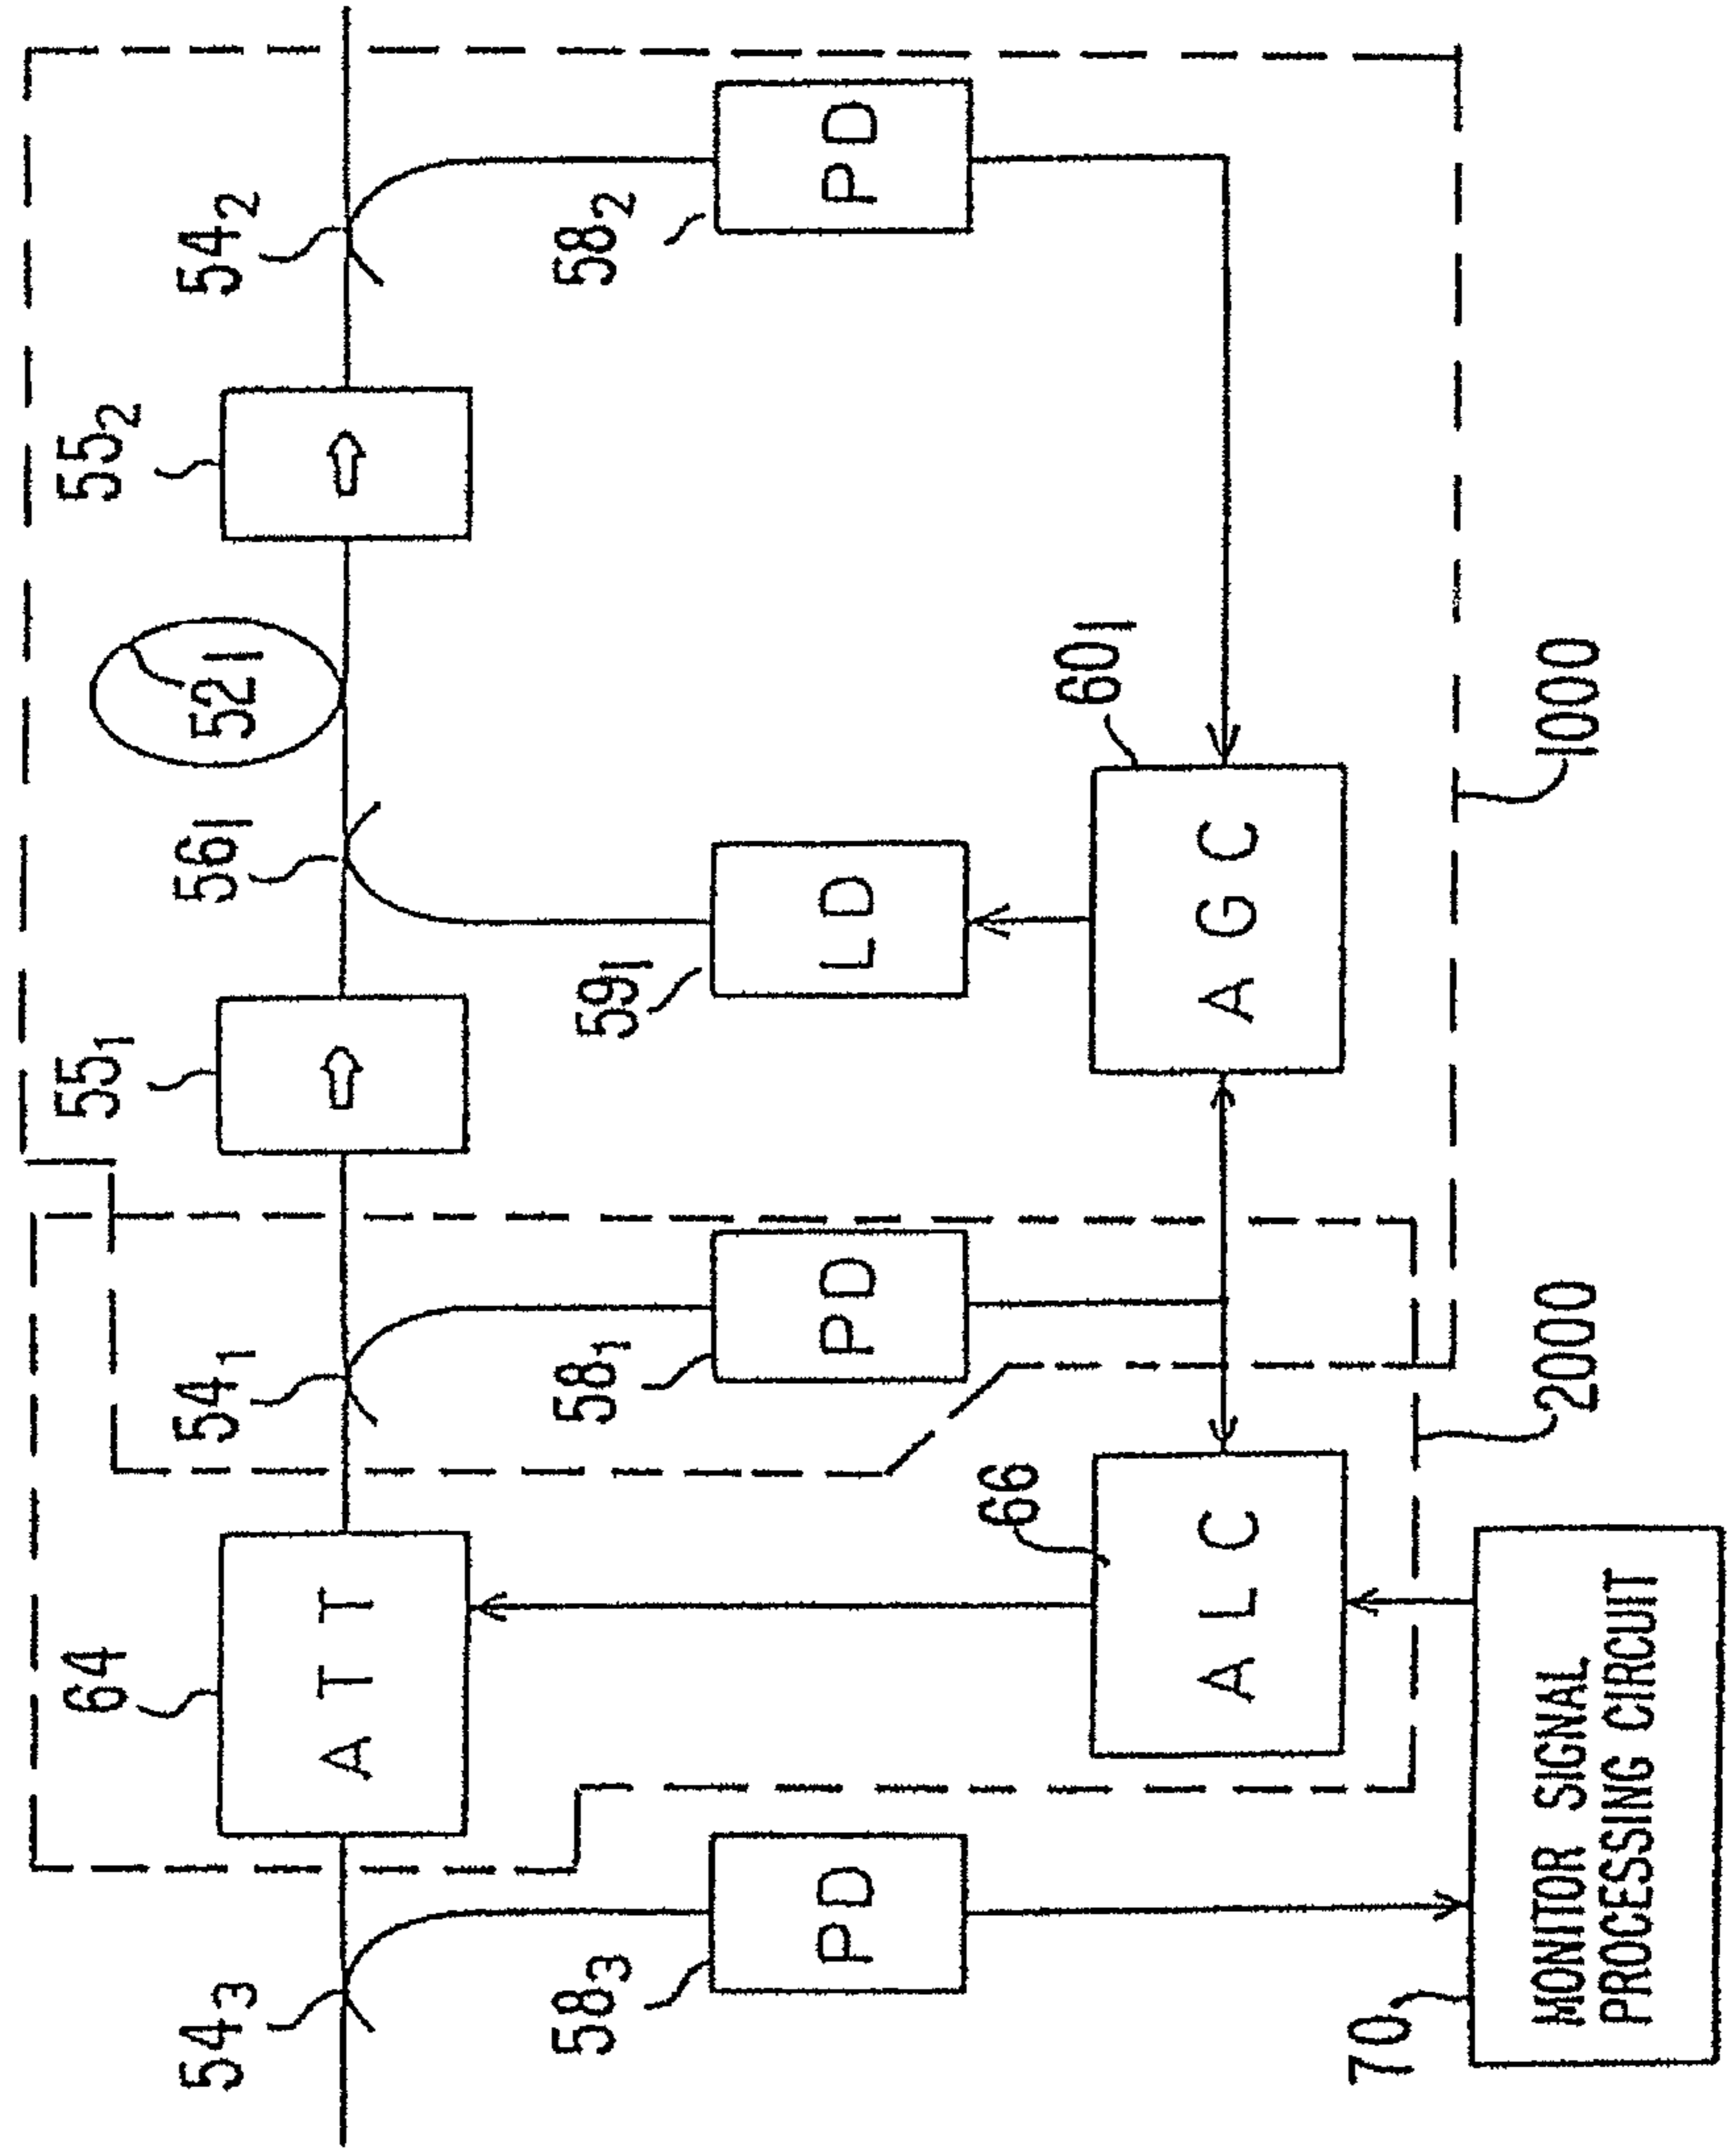 54₃
64
54₁
55₁
56₁
52₁
55₂
54₂
ATT
58₃
PD
58₁
PD
59₁
LD
58₂
PD
66
ALC
60₁
AGC
70
MONITOR SIGNAL
PROCESSING CIRCUIT
2000
1000